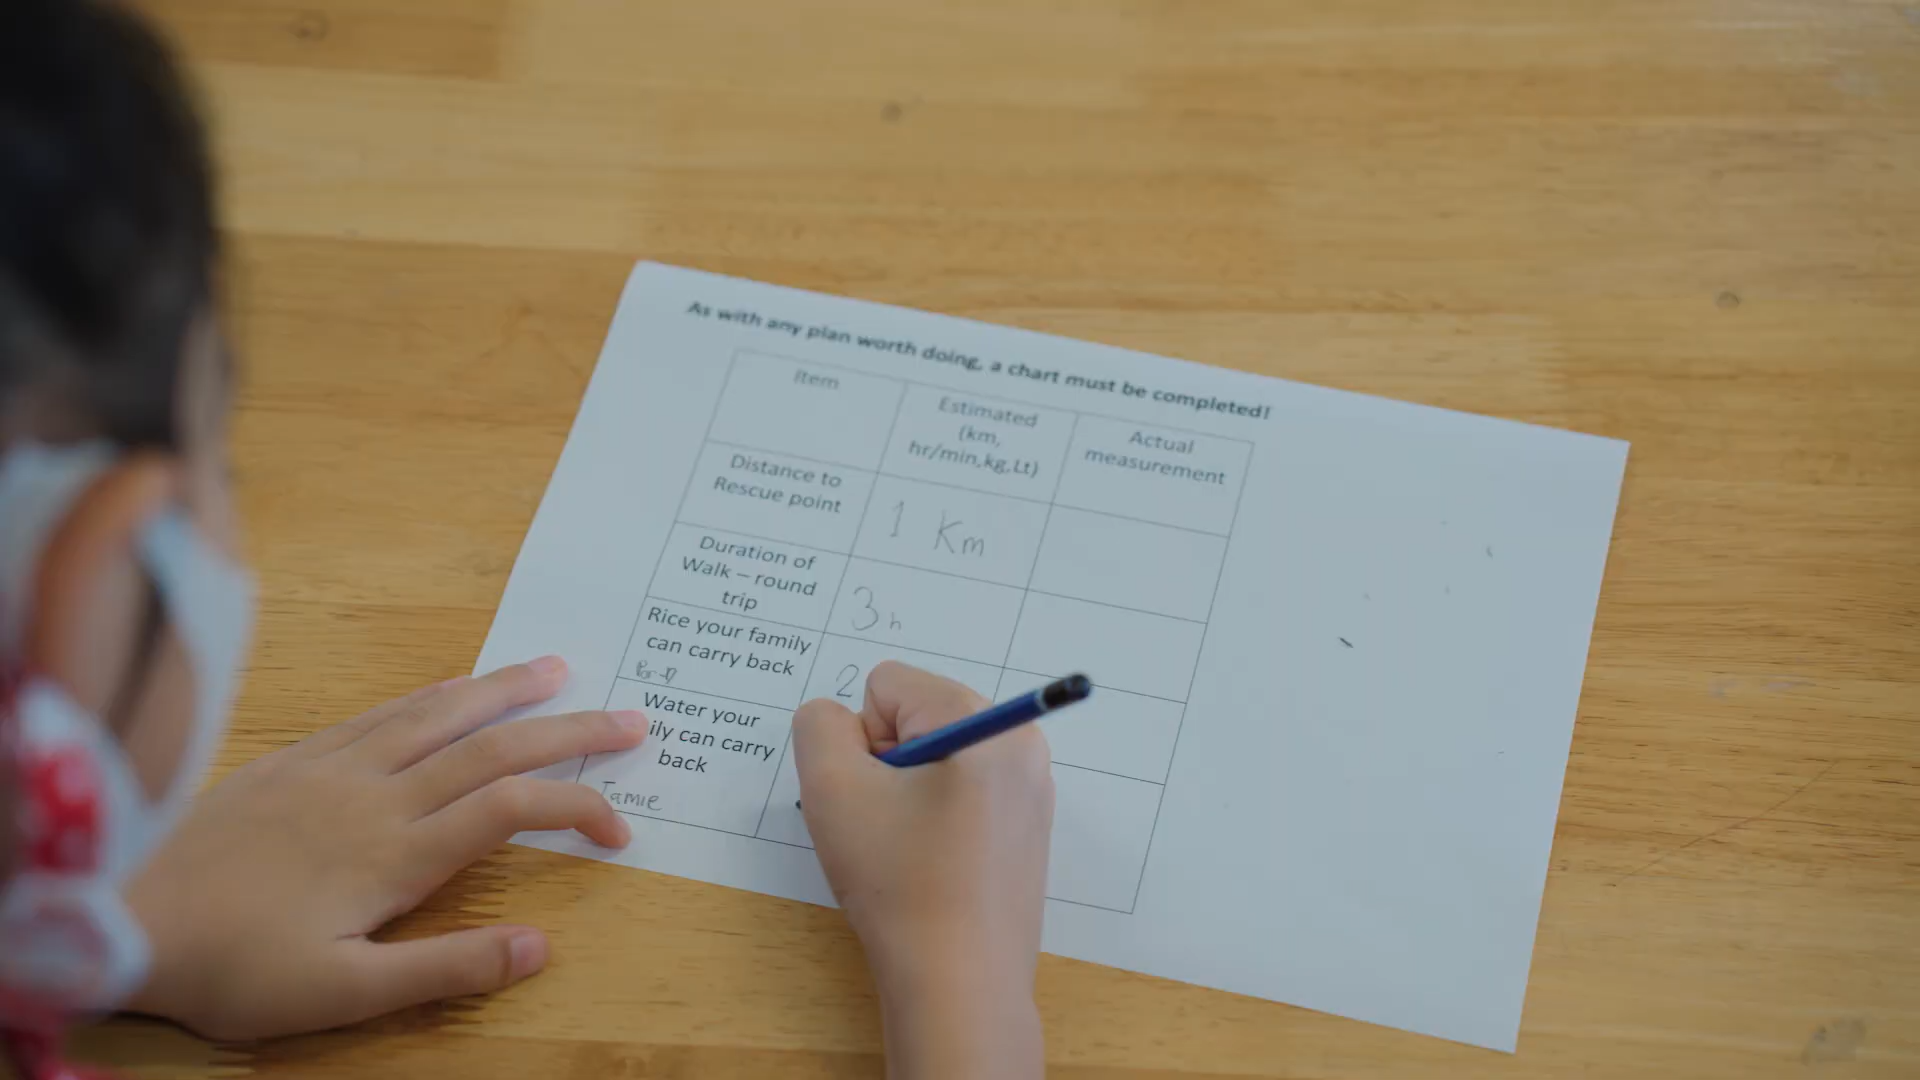 As with any plan worth doing, a chart must be completed!
Item
Estimated
(km,
hr/min,kg,Lt)
Actual
measurement
Distance to
Rescue point
1 Km
Duration of
Walk – round
trip
3 h
Rice your family
can carry back
2
Water your
ily can carry
back
Jamie